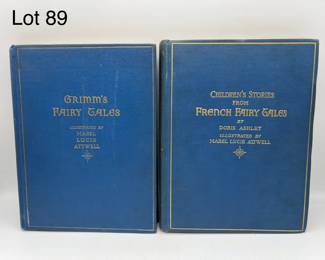 Lot 89
GRIMM'S
FAIRY TALES
ILLUSTRATED BY
MABEL
LUCIE
ATTWELL
CHILDREN'S STORIES
FROM
FRENCH FAIRY TALES
BY
DORIS ASHLEY
ILLUSTRATED BY
MABEL LUCIE ATTWELL